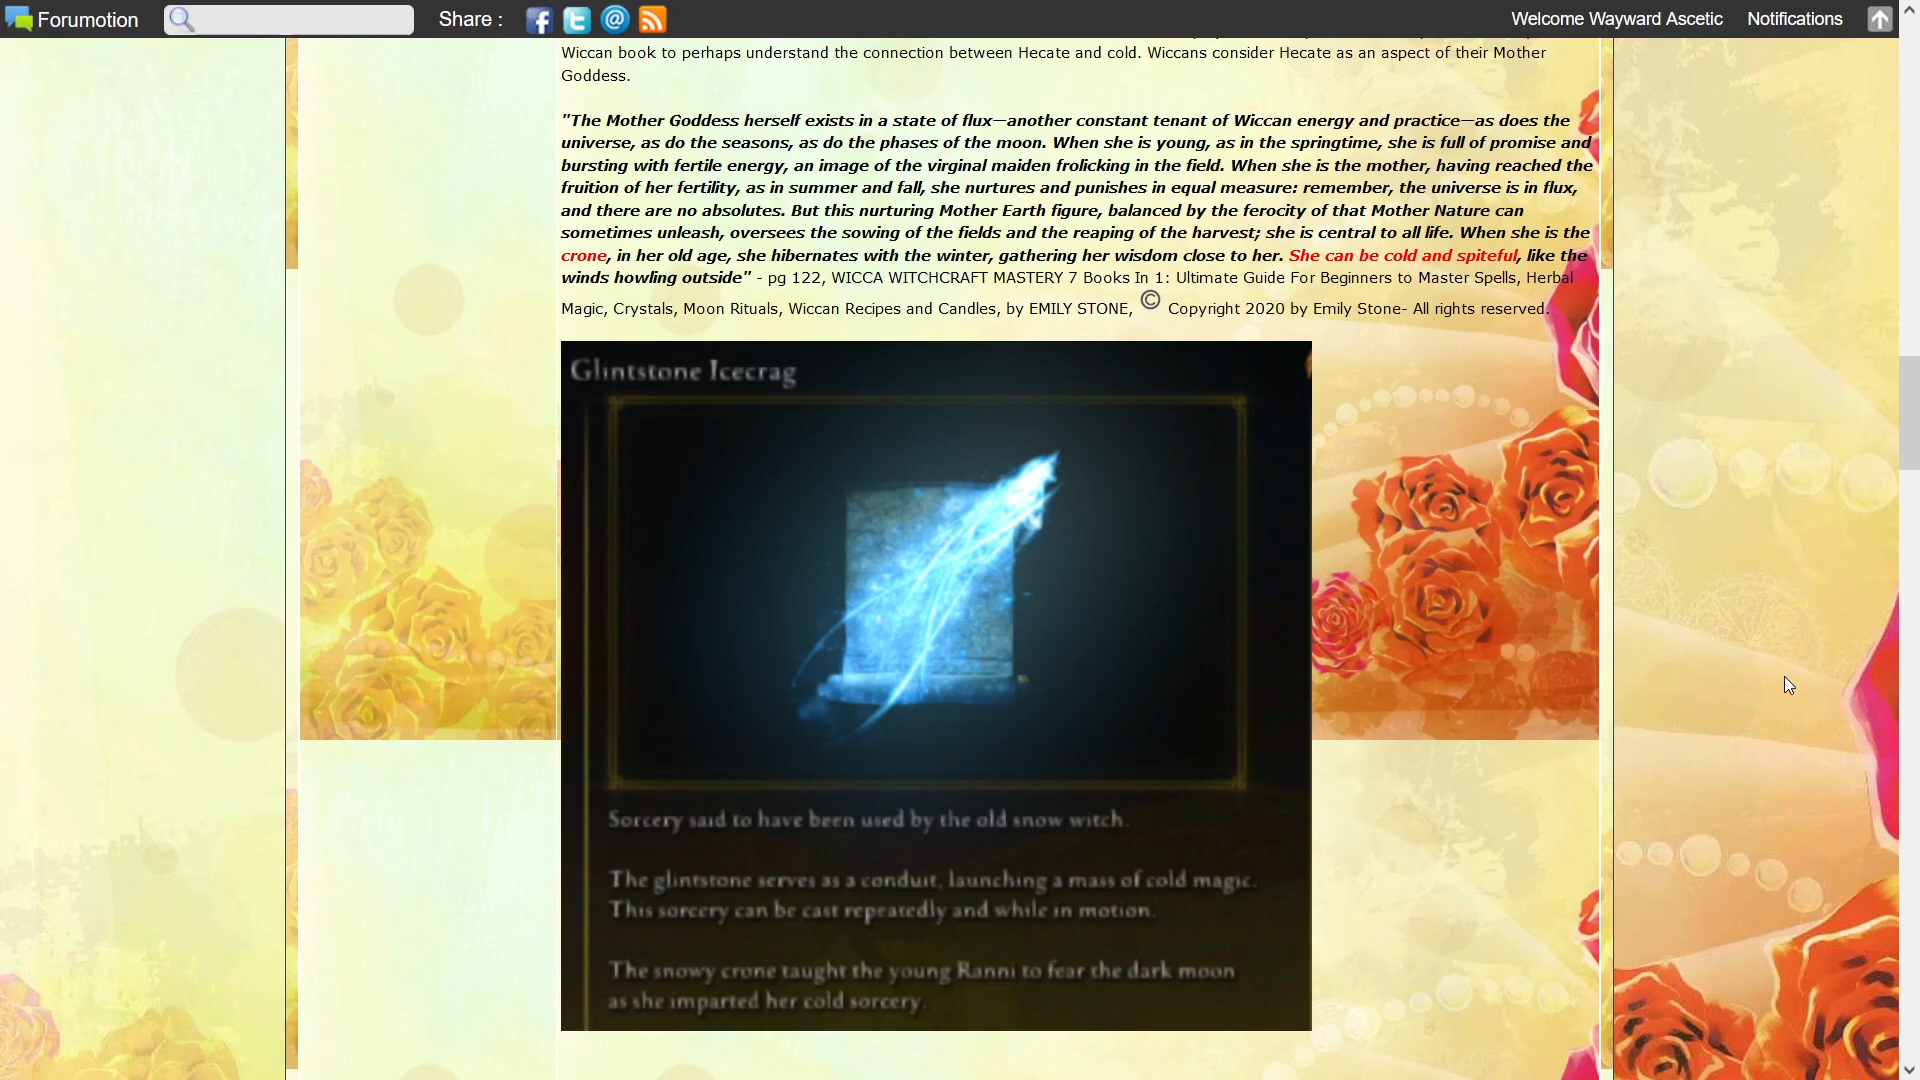 Forumotion
Share :
Welcome Wayward Ascetic
Notifications
Wiccan book to perhaps understand the connection between Hecate and cold. Wiccans consider Hecate as an aspect of their Mother
Goddess.
"The Mother Goddess herself exists in a state of flux—another constant tenant of Wiccan energy and practice—as does the
universe, as do the seasons, as do the phases of the moon. When she is young, as in the springtime, she is full of promise and
bursting with fertile energy, an image of the virginal maiden frolicking in the field. When she is the mother, having reached the
fruition of her fertility, as in summer and fall, she nurtures and punishes in equal measure: remember, the universe is in flux,
and there are no absolutes. But this nurturing Mother Earth figure, balanced by the ferocity of that Mother Nature can
sometimes unleash, oversees the sowing of the fields and the reaping of the harvest; she is central to all life. When she is the
crone, in her old age, she hibernates with the winter, gathering her wisdom close to her. She can be cold and spiteful, like the
winds howling outside" - pg 122, WICCA WITCHCRAFT MASTERY 7 Books In 1: Ultimate Guide For Beginners to Master Spells, Herbal
Magic, Crystals, Moon Rituals, Wiccan Recipes and Candles, by EMILY STONE, © Copyright 2020 by Emily Stone- All rights reserved.
Glintstone Icecrag
Sorcery said to have been used by the old snow witch.
The glintstone serves as a conduit, launching a mass of cold magic.
This sorcery can be cast repeatedly and while in motion.
The snowy crone taught the young Ranni to fear the dark moon
as she imparted her cold sorcery.